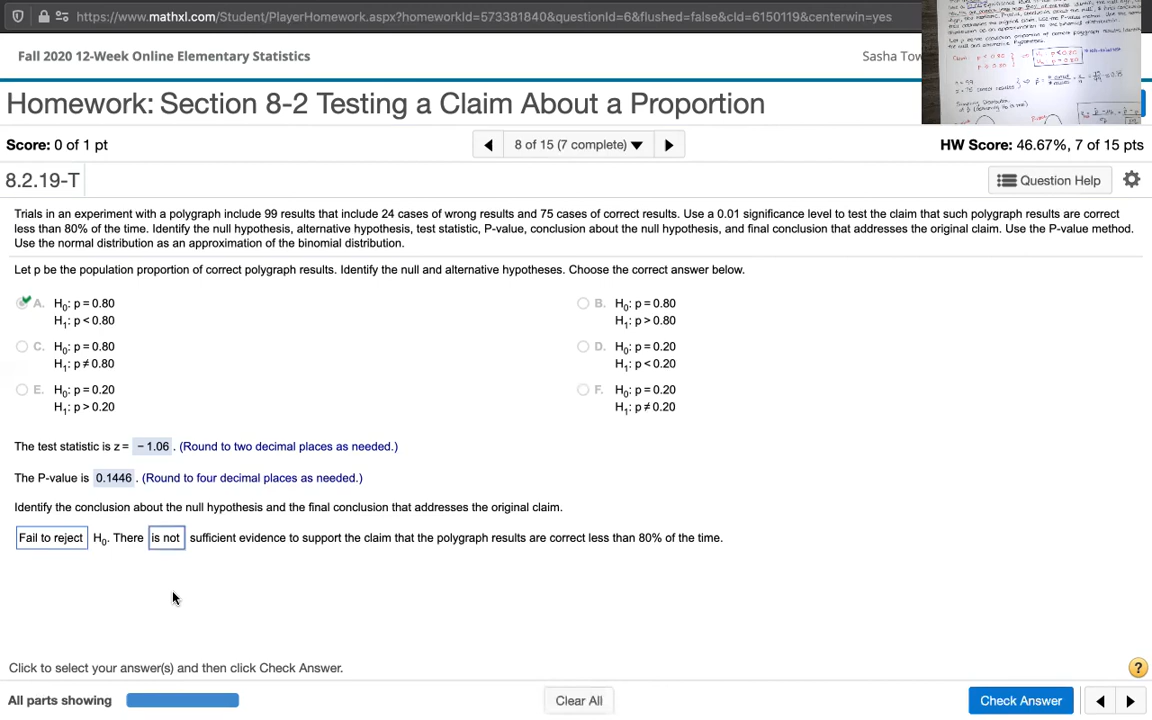 https://www.mathxl.com/Student/PlayerHomework.aspx?homeworkId=573381840&questionId=6&flushed=false&cId=6150119&centerwin=yes
Fall 2020 12-Week Online Elementary Statistics
Sasha
Homework: Section 8-2 Testing a Claim About a Proportion
Score: 0 of 1 pt
8 of 15 (7 complete)
HW Score: 46.67%, 7 of 15 pts
8.2.19-T
Question Help
Trials in an experiment with a polygraph include 99 results that include 24 cases of wrong results and 75 cases of correct results. Use a 0.01 significance level to test the claim that such polygraph results are correct
less than 80% of the time. Identify the null hypothesis, alternative hypothesis, test statistic, P-value, conclusion about the null hypothesis, and final conclusion that addresses the original claim. Use the P-value method.
Use the normal distribution as an approximation of the binomial distribution.
Let p be the population proportion of correct polygraph results. Identify the null and alternative hypotheses. Choose the correct answer below.
A. H₀: p = 0.80
H₁: p < 0.80
B. H₀: p = 0.80
H₁: p > 0.80
C. H₀: p = 0.80
H₁: p ≠ 0.80
D. H₀: p = 0.20
H₁: p < 0.20
E. H₀: p = 0.20
H₁: p > 0.20
F. H₀: p = 0.20
H₁: p ≠ 0.20
The test statistic is z = − 1.06 . (Round to two decimal places as needed.)
The P-value is 0.1446 . (Round to four decimal places as needed.)
Identify the conclusion about the null hypothesis and the final conclusion that addresses the original claim.
Fail to reject H₀. There is not sufficient evidence to support the claim that the polygraph results are correct less than 80% of the time.
Click to select your answer(s) and then click Check Answer.
?
All parts showing
Clear All
Check Answer